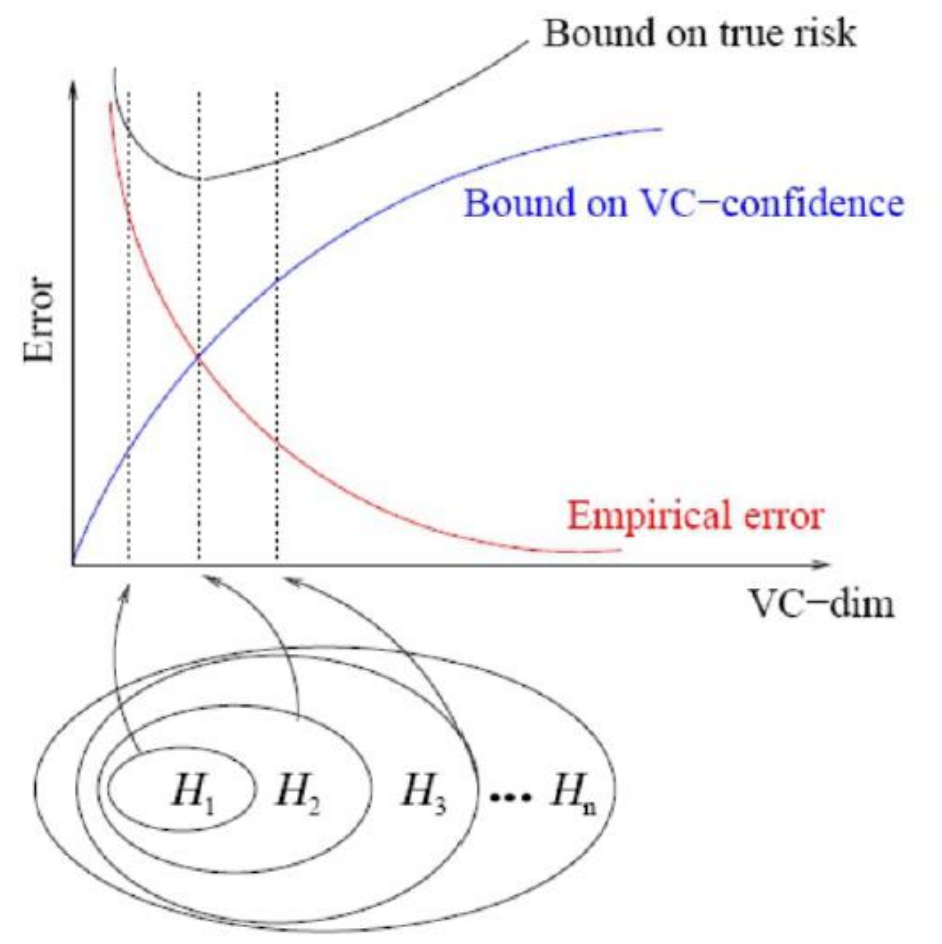 Bound on true risk
Bound on VC−confidence
Error
Empirical error
VC−dim
H1 H2 H3 ... Hn